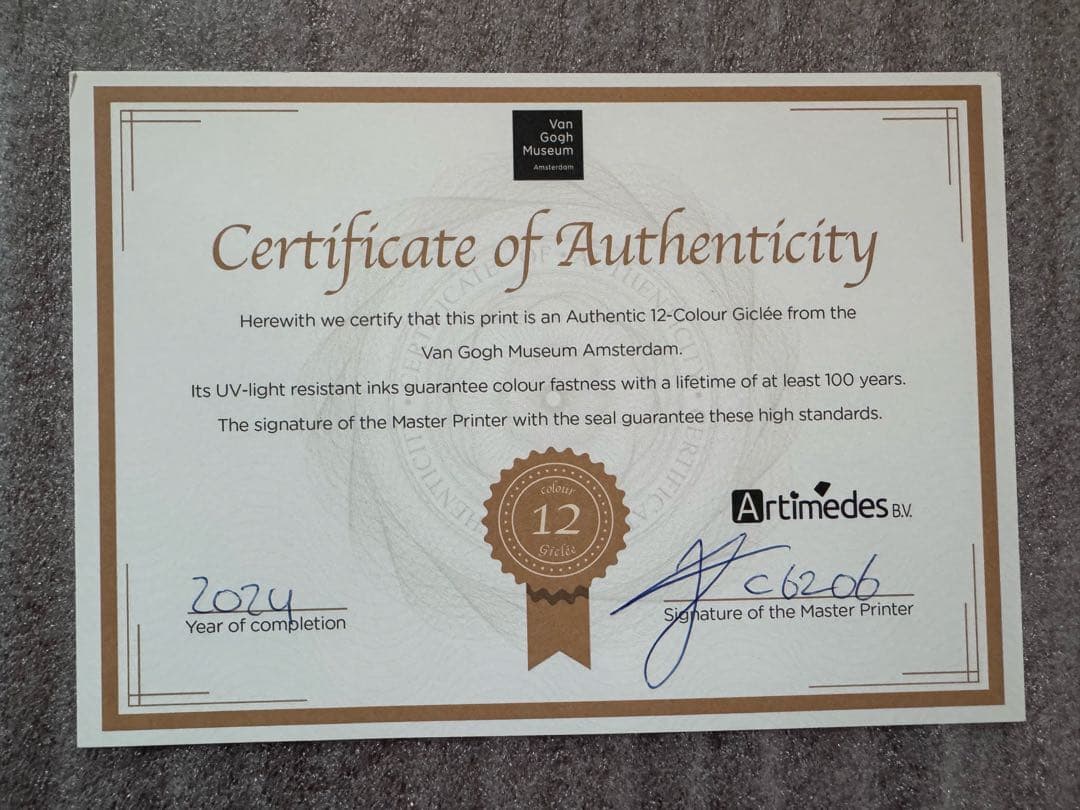 Van
Gogh
Museum
Amsterdam
Certificate of Authenticity
Herewith we certify that this print is an Authentic 12-Colour Giclée from the
Van Gogh Museum Amsterdam.
Its UV-light resistant inks guarantee colour fastness with a lifetime of at least 100 years.
The signature of the Master Printer with the seal guarantee these high standards.
colour
12
Giclée
Artimedes B.V.
2024
Year of completion
C6206
Signature of the Master Printer